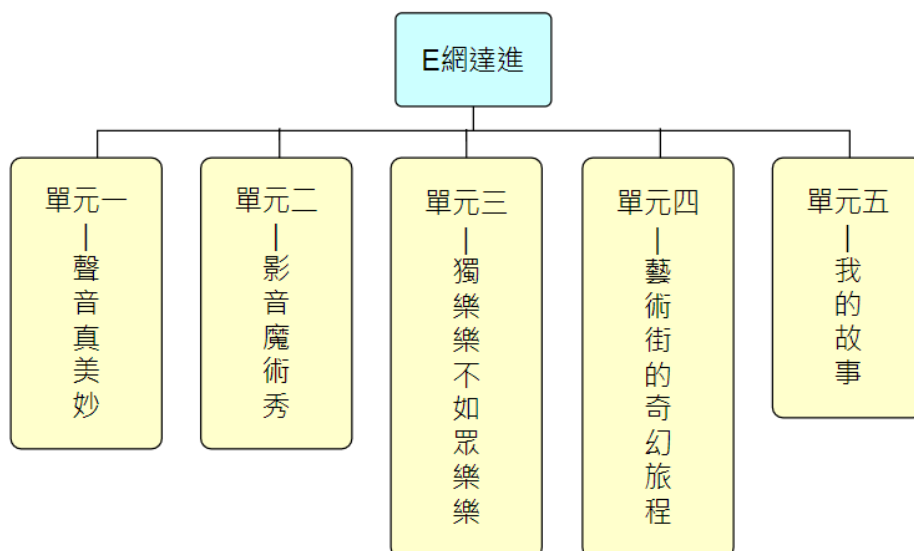 E網達進
單元一
|
聲音真美妙
單元二
|
影音魔術秀
單元三
|
獨樂樂不如眾樂樂
單元四
|
藝術街的奇幻旅程
單元五
|
我的故事